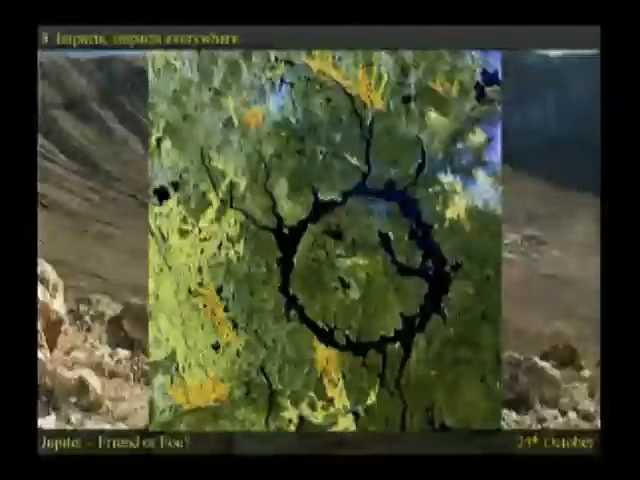 3 Impacts, impacts everywhere
Jupiter – Friend or Foe?
24th October